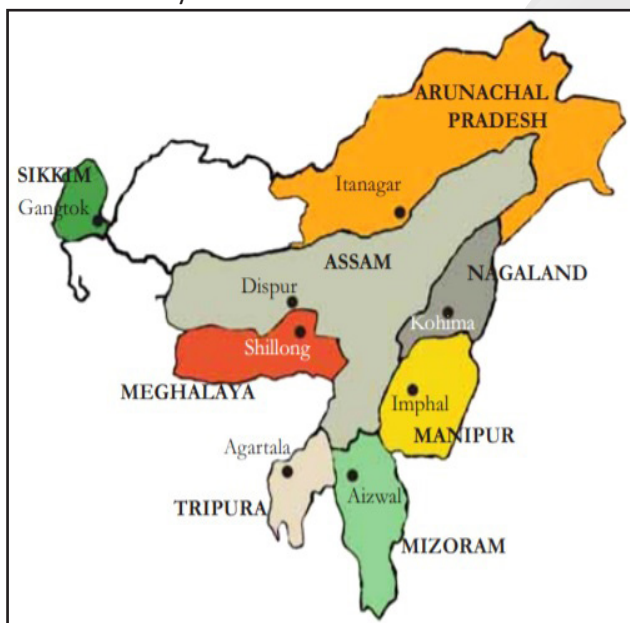 ARUNACHAL
PRADESH
SIKKIM
Itanagar
Gangtok
ASSAM
NAGALAND
Dispur
Kohima
Shillong
MEGHALAYA
Imphal
MANIPUR
Agartala
Aizwal
TRIPURA
MIZORAM